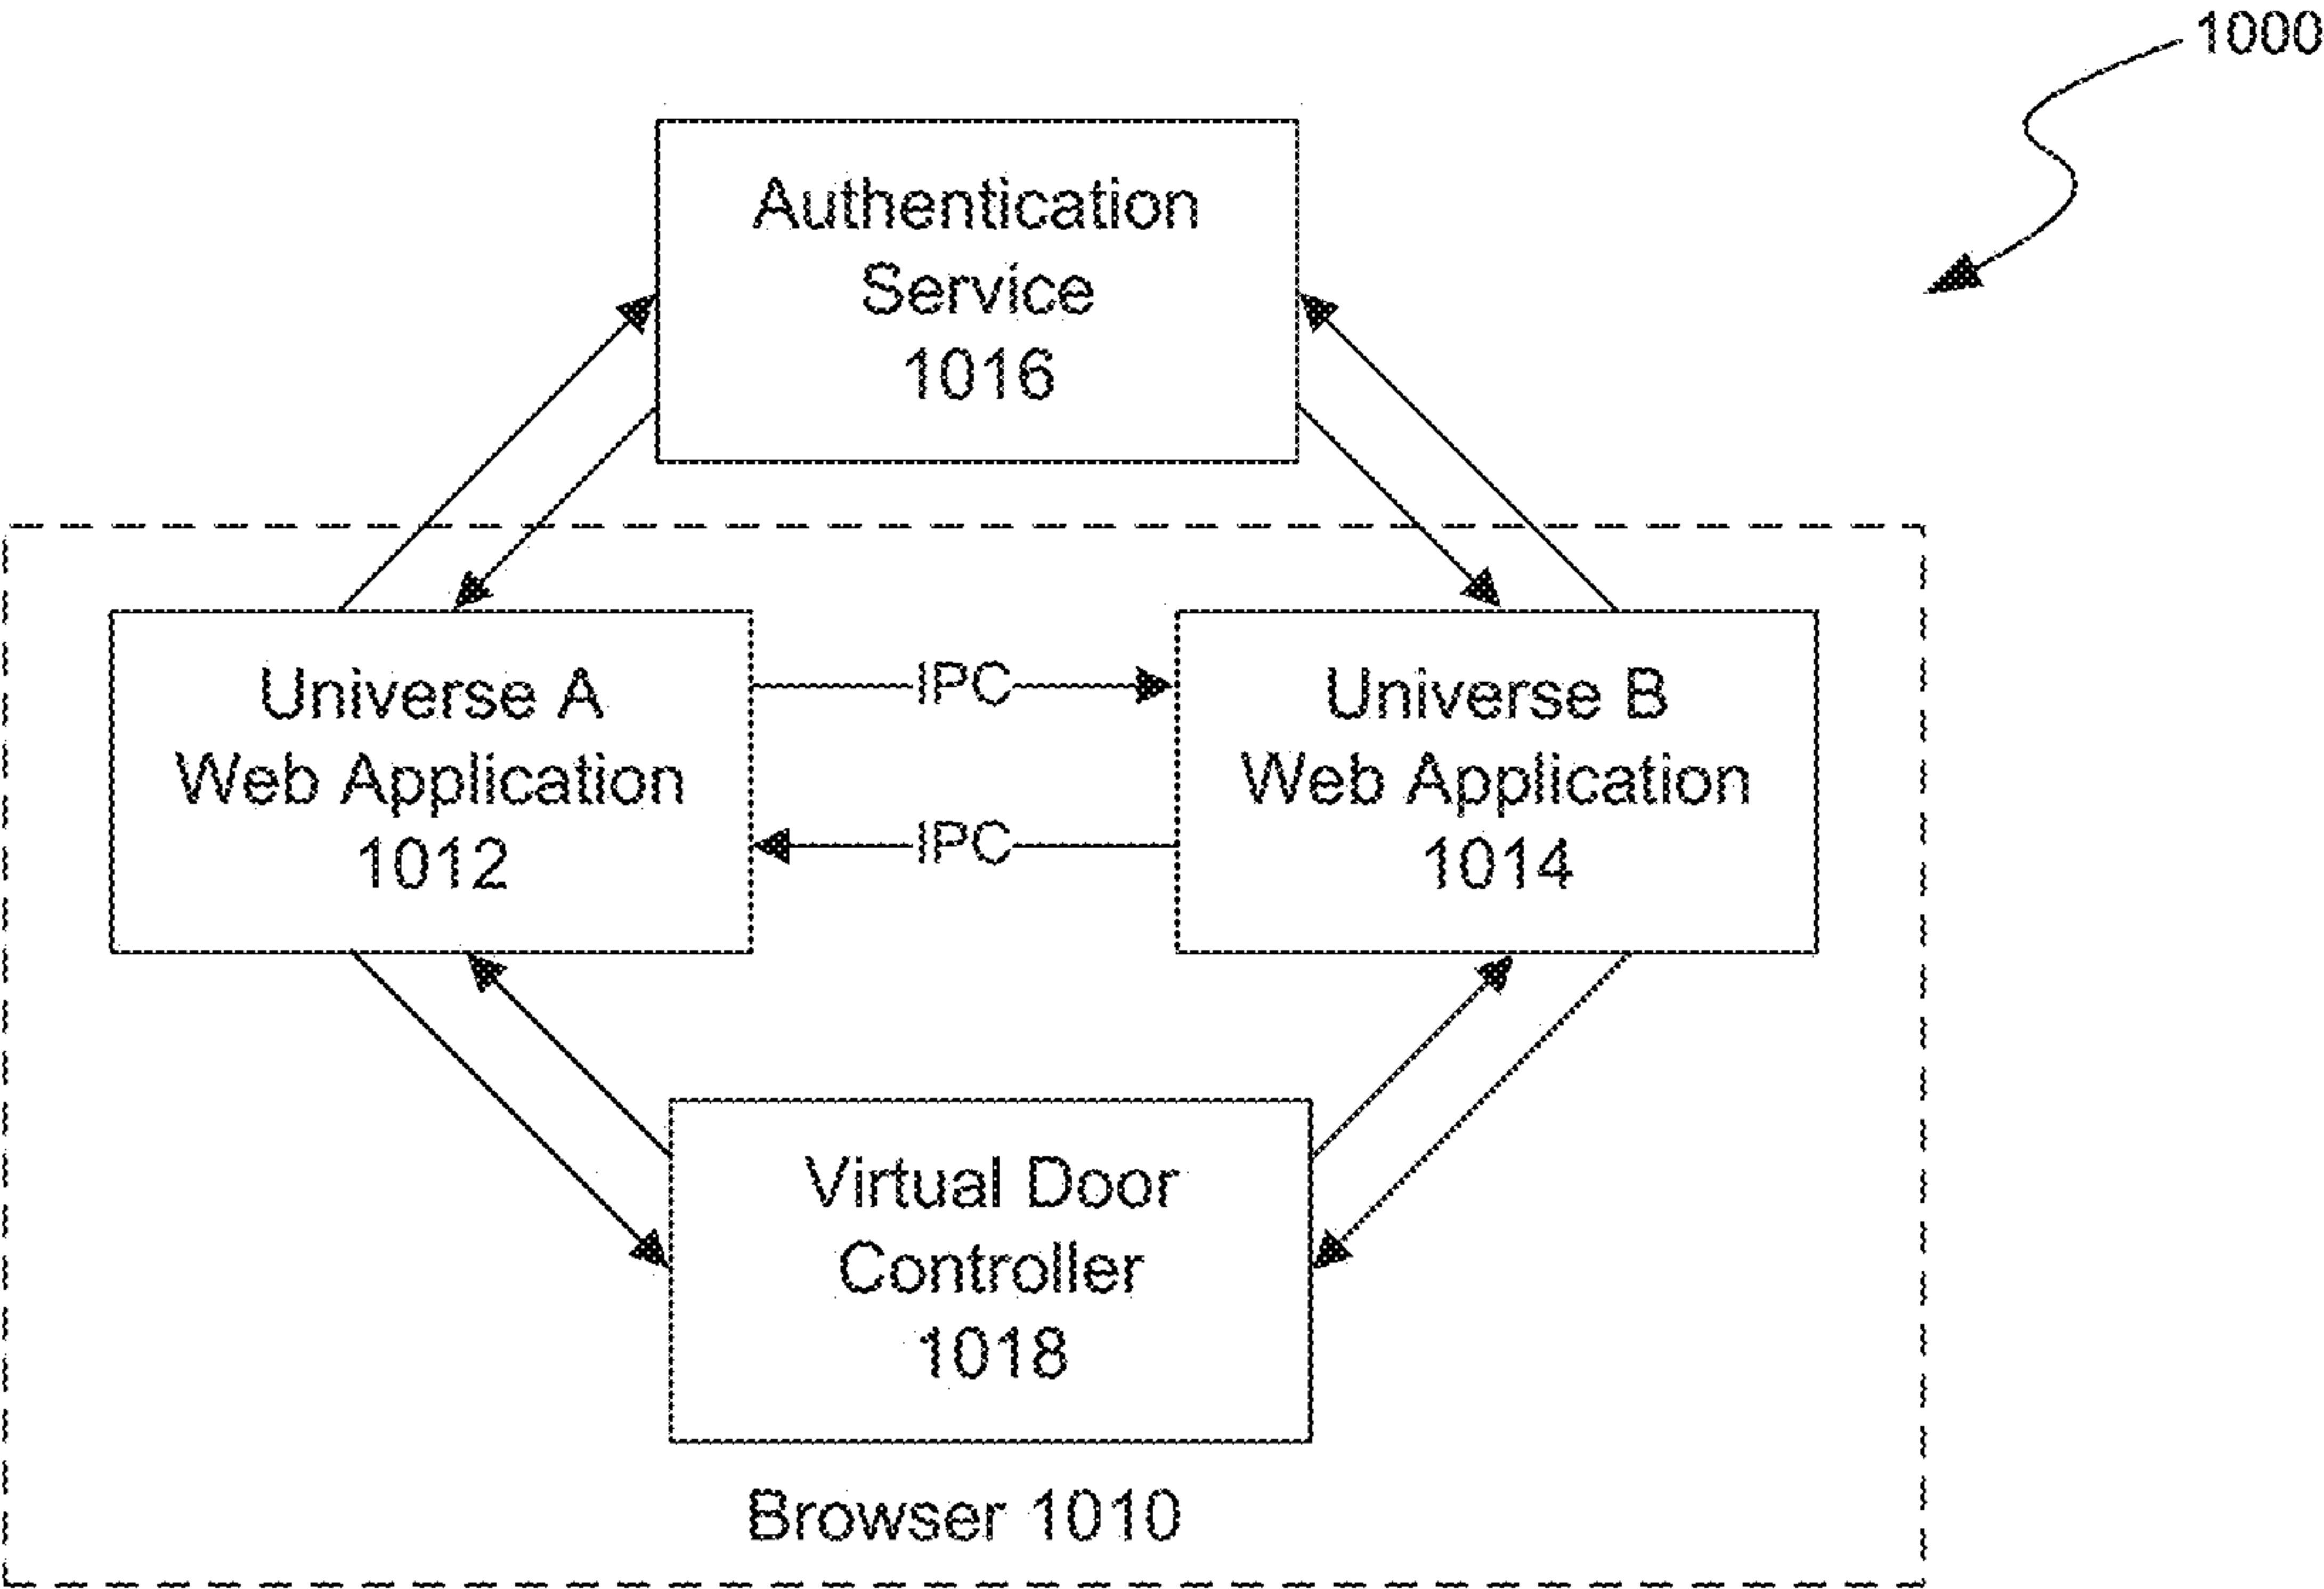 1000
Authentication
Service
1016
Universe A
Web Application
1012
IPC
IPC
Universe B
Web Application
1014
Virtual Door
Controller
1018
Browser 1010